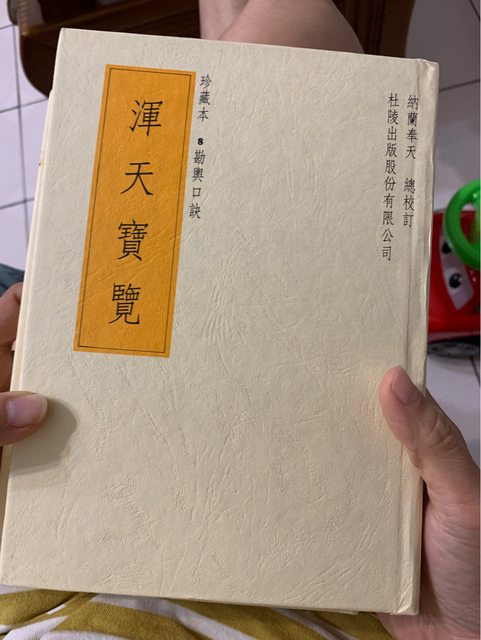 納蘭奉天 總校訂
杜陵出版股份有限公司
珍藏本 8 勘輿口訣
渾天寶覽